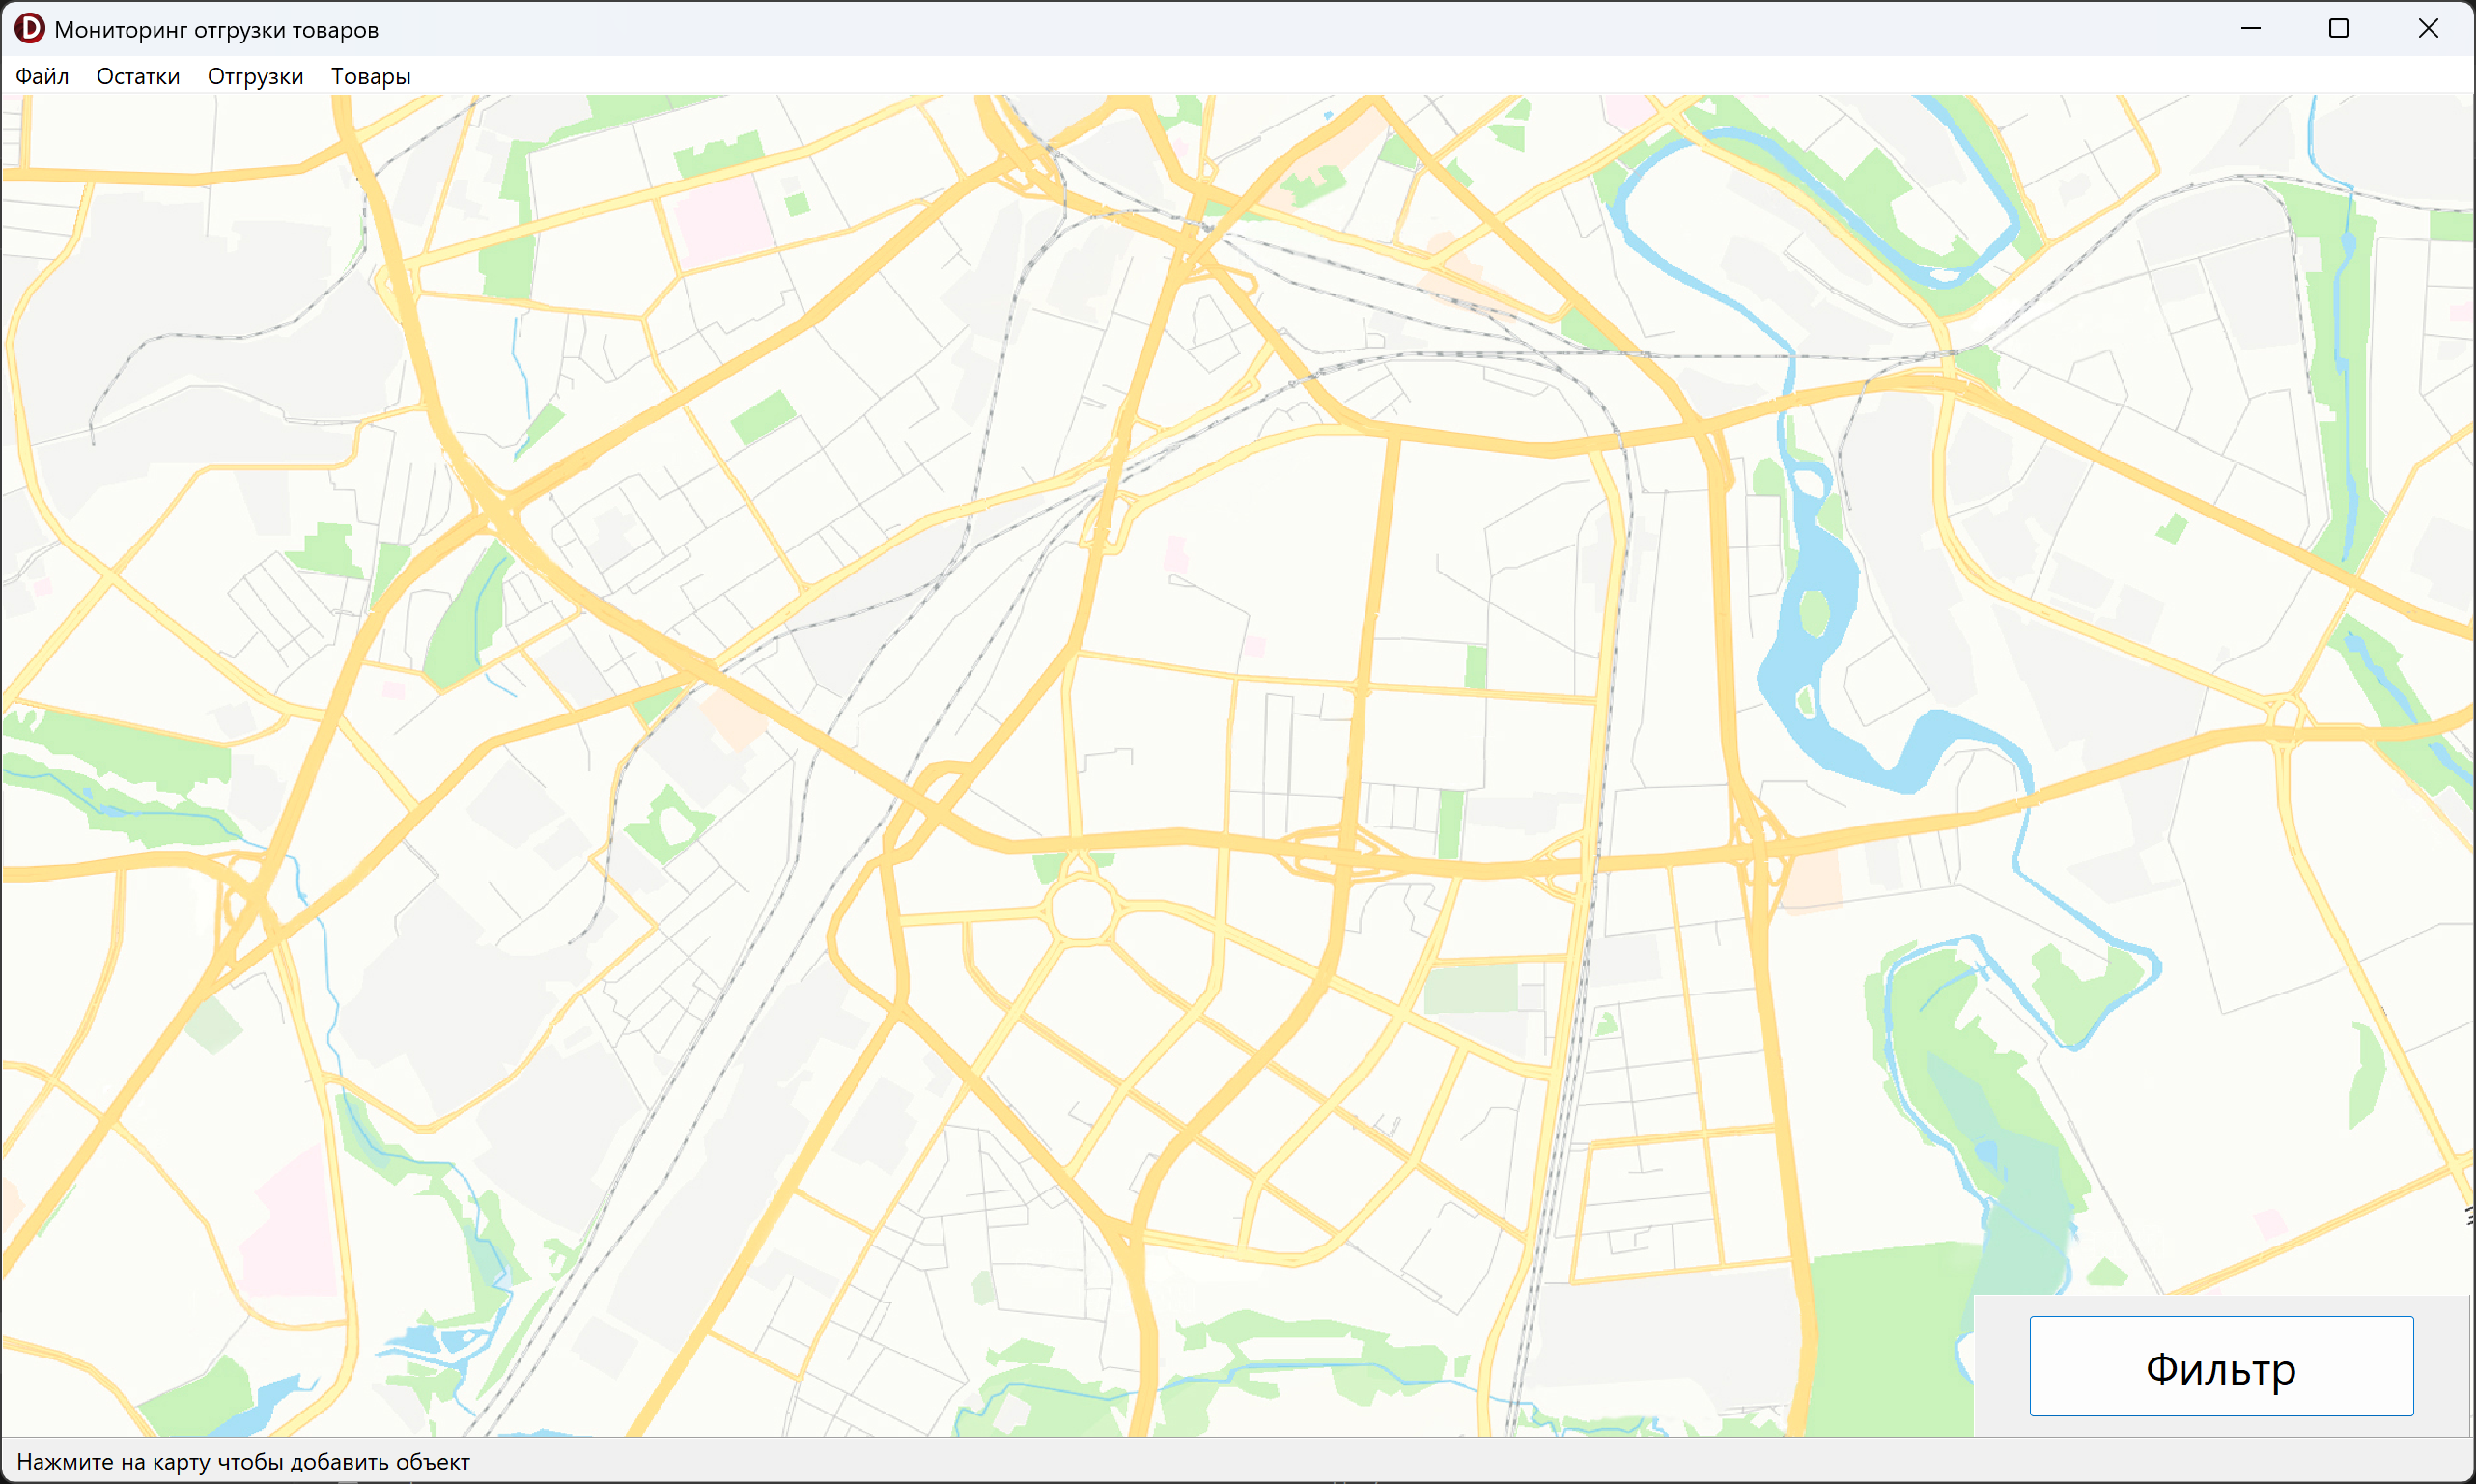 Мониторинг отгрузки товаров
Файл Остатки Отгрузки Товары
Фильтр
Нажмите на карту чтобы добавить объект